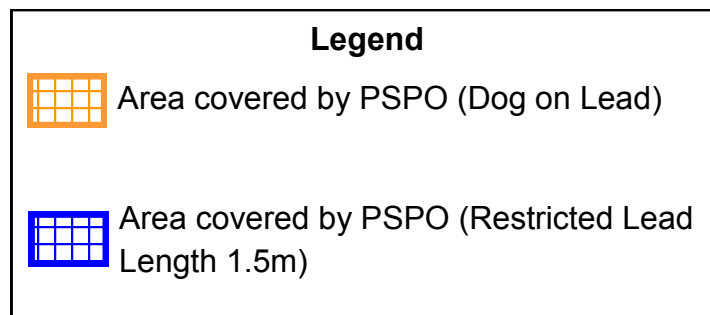 Legend
Area covered by PSPO (Dog on Lead)
Area covered by PSPO (Restricted Lead
Length 1.5m)